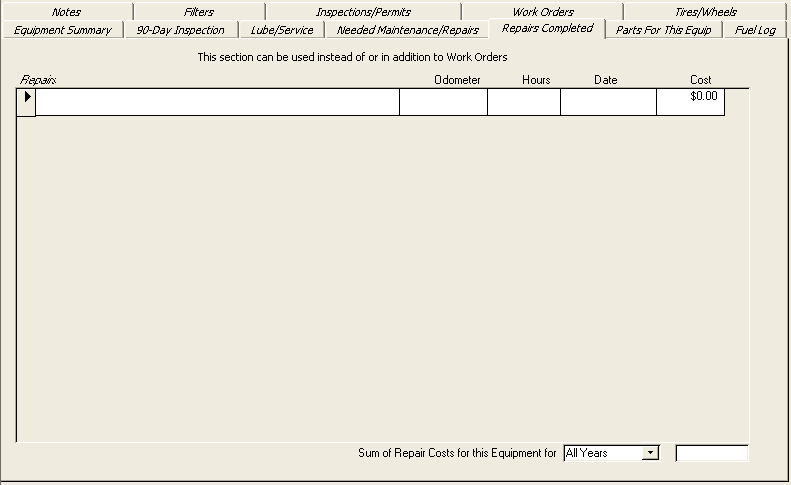 Notes Filters Inspections/Permits Work Orders Tires/Wheels
Equipment Summary 90-Day Inspection Lube/Service Needed Maintenance/Repairs Repairs Completed Parts For This Equip Fuel Log
This section can be used instead of or in addition to Work Orders
Repairs Odometer Hours Date Cost
$0.00
Sum of Repair Costs for this Equipment for All Years